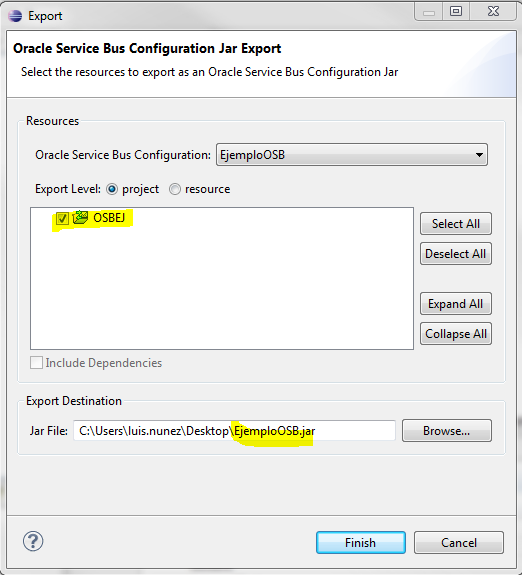 Export
Oracle Service Bus Configuration Jar Export
Select the resources to export as an Oracle Service Bus Configuration Jar
Resources
Oracle Service Bus Configuration: EjemploOSB
Export Level: project resource
OSBEJ
Select All
Deselect All
Expand All
Collapse All
Include Dependencies
Export Destination
Jar File: C:\Users\luis.nunez\Desktop\EjemploOSB.jar Browse...
? Finish Cancel